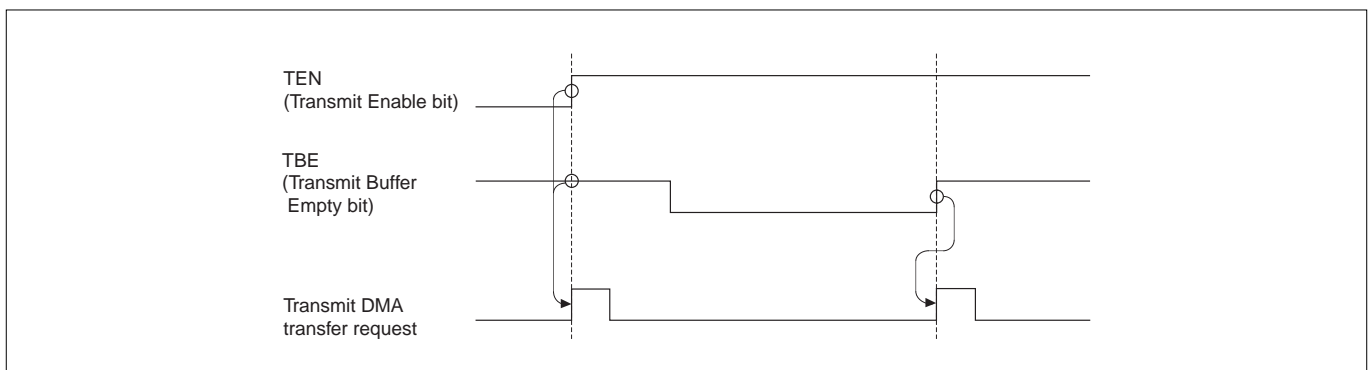 TEN
(Transmit Enable bit)
TBE
(Transmit Buffer
Empty bit)
Transmit DMA
transfer request